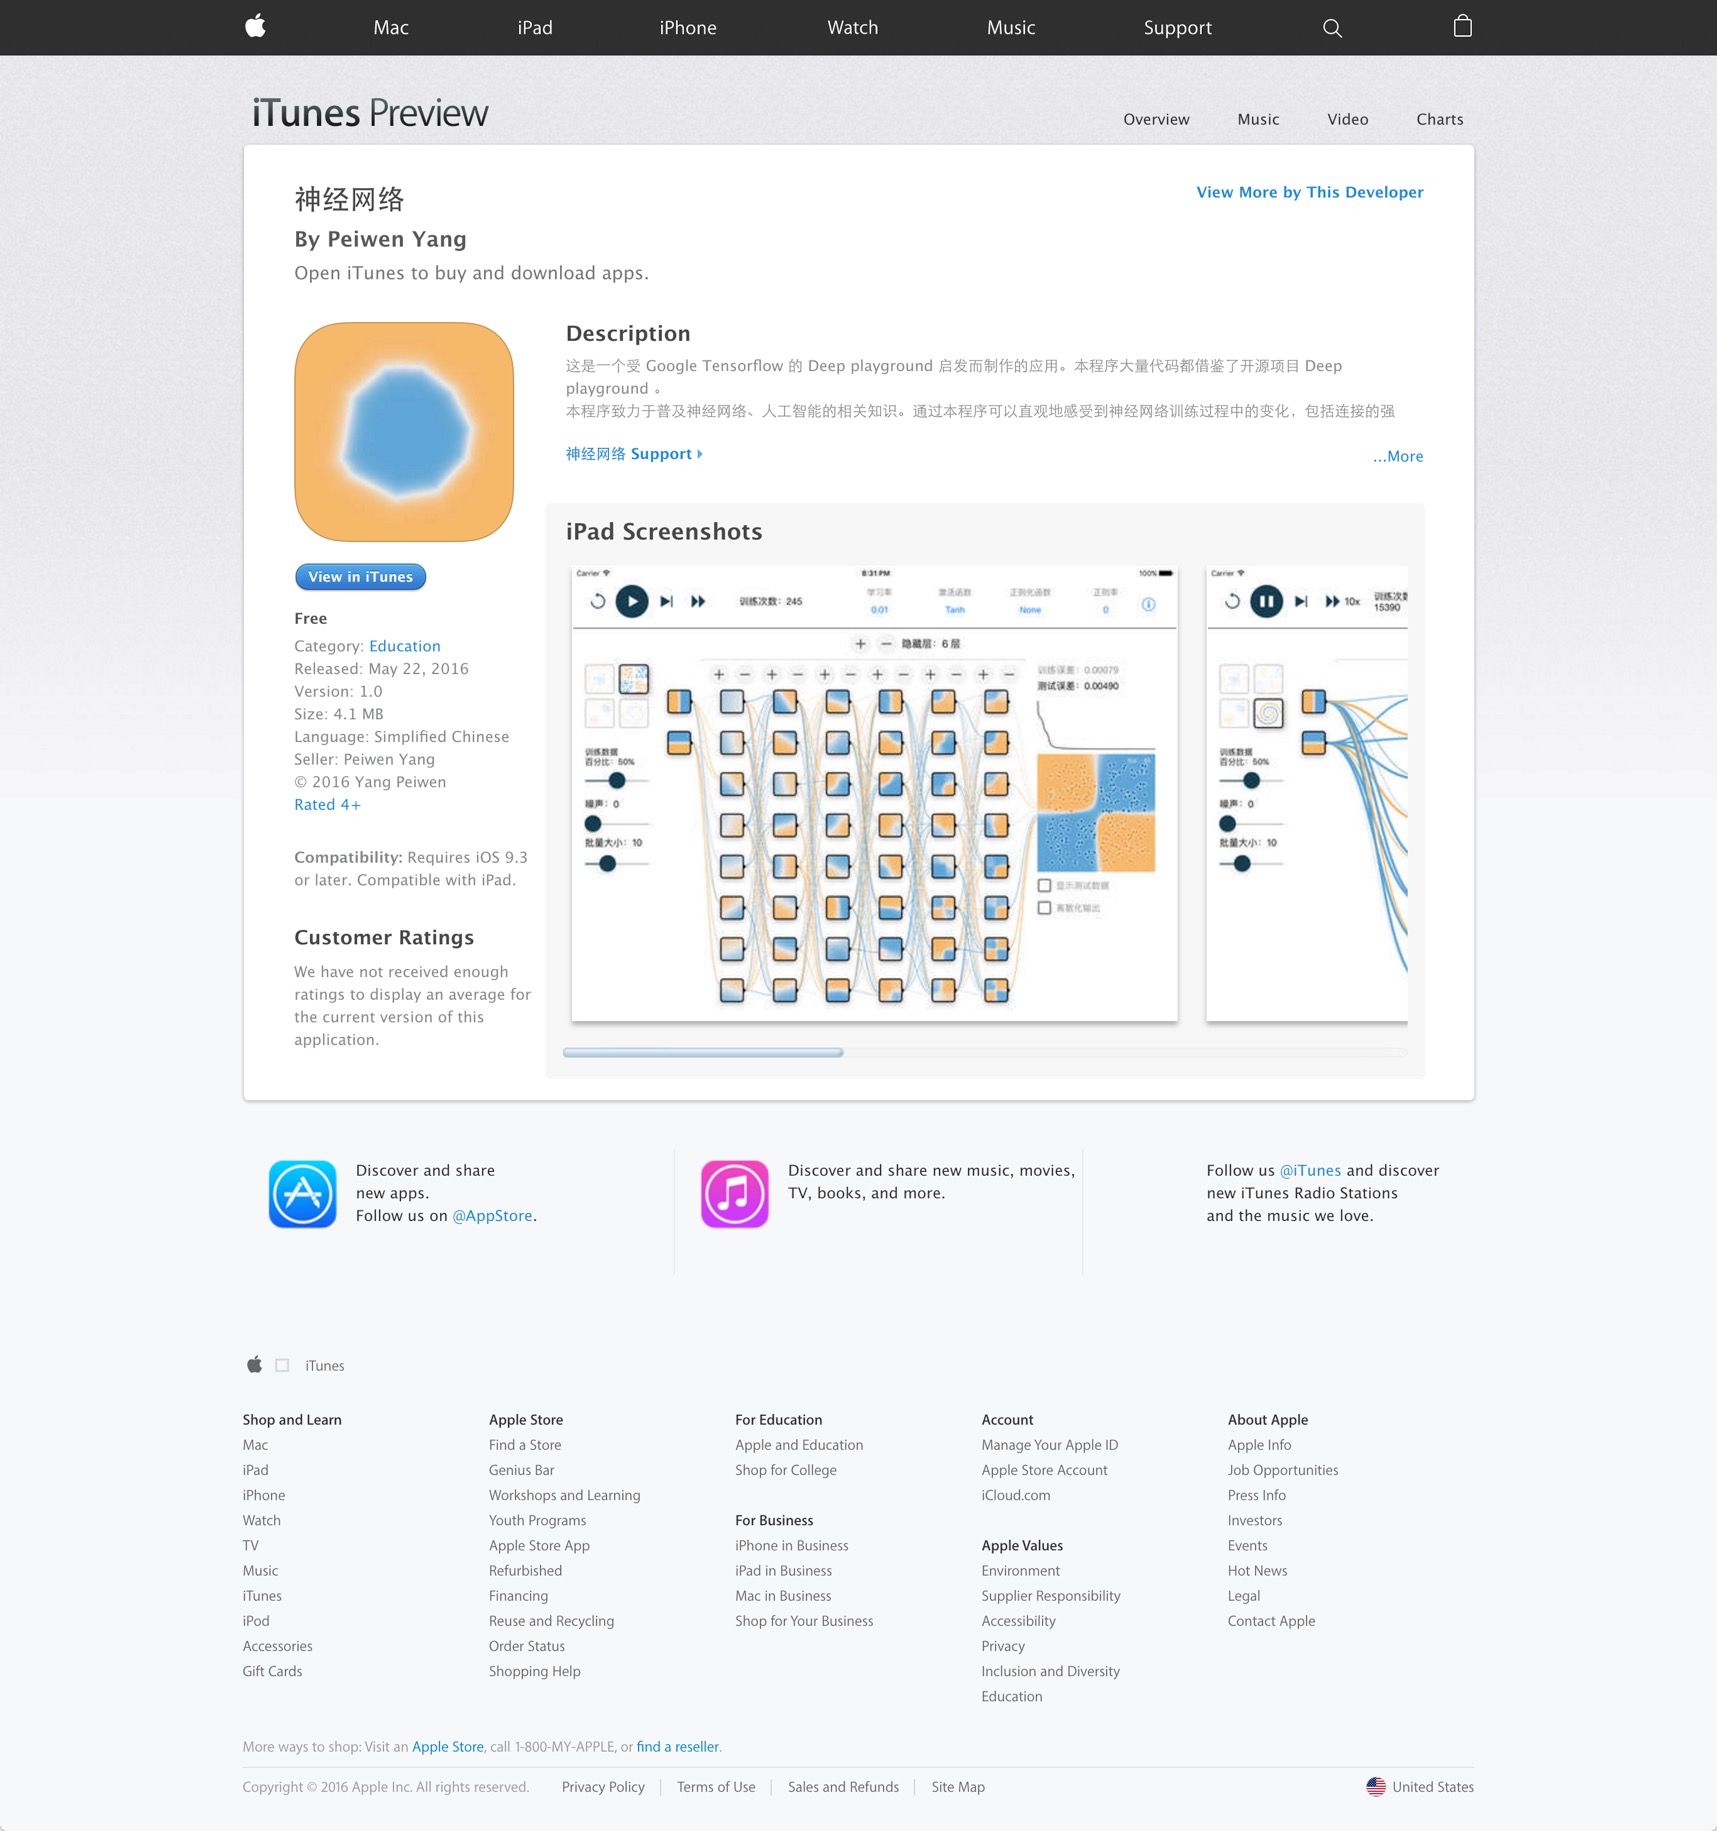 Mac iPad iPhone Watch Music Support
iTunes Preview
Overview Music Video Charts
神经网络
View More by This Developer
By Peiwen Yang
Open iTunes to buy and download apps.
Description
这是一个受 Google Tensorflow 的 Deep playground 启发而制作的应用。本程序大量代码都借鉴了开源项目 Deep
playground 。
本程序致力于普及神经网络、人工智能的相关知识。通过本程序可以直观地感受到神经网络训练过程中的变化，包括连接的强
神经网络 Support
...More
View in iTunes
Free
Category: Education
Released: May 22, 2016
Version: 1.0
Size: 4.1 MB
Language: Simplified Chinese
Seller: Peiwen Yang
© 2016 Yang Peiwen
Rated 4+
Compatibility: Requires iOS 9.3
or later. Compatible with iPad.
Customer Ratings
We have not received enough
ratings to display an average for
the current version of this
application.
iPad Screenshots
Carrier 8:31 PM 100%
训练次数：245
学习率 激活函数 正则化函数 正则率
0.01 Tanh None 0
隐藏层：6 层
训练误差：0.00079
测试误差：0.00490
训练数据
百分比：50%
噪声：0
批量大小：10
显示测试数据
离散化输出
Carrier
10x
训练次数
15390
训练数据
百分比：50%
噪声：0
批量大小：10
Discover and share
new apps.
Follow us on @AppStore.
Discover and share new music, movies,
TV, books, and more.
Follow us @iTunes and discover
new iTunes Radio Stations
and the music we love.
iTunes
Shop and Learn
Mac
iPad
iPhone
Watch
TV
Music
iTunes
iPod
Accessories
Gift Cards
Apple Store
Find a Store
Genius Bar
Workshops and Learning
Youth Programs
Apple Store App
Refurbished
Financing
Reuse and Recycling
Order Status
Shopping Help
For Education
Apple and Education
Shop for College
For Business
iPhone in Business
iPad in Business
Mac in Business
Shop for Your Business
Account
Manage Your Apple ID
Apple Store Account
iCloud.com
Apple Values
Environment
Supplier Responsibility
Accessibility
Privacy
Inclusion and Diversity
Education
About Apple
Apple Info
Job Opportunities
Press Info
Investors
Events
Hot News
Legal
Contact Apple
More ways to shop: Visit an Apple Store, call 1-800-MY-APPLE, or find a reseller.
Copyright © 2016 Apple Inc. All rights reserved. Privacy Policy Terms of Use Sales and Refunds Site Map United States